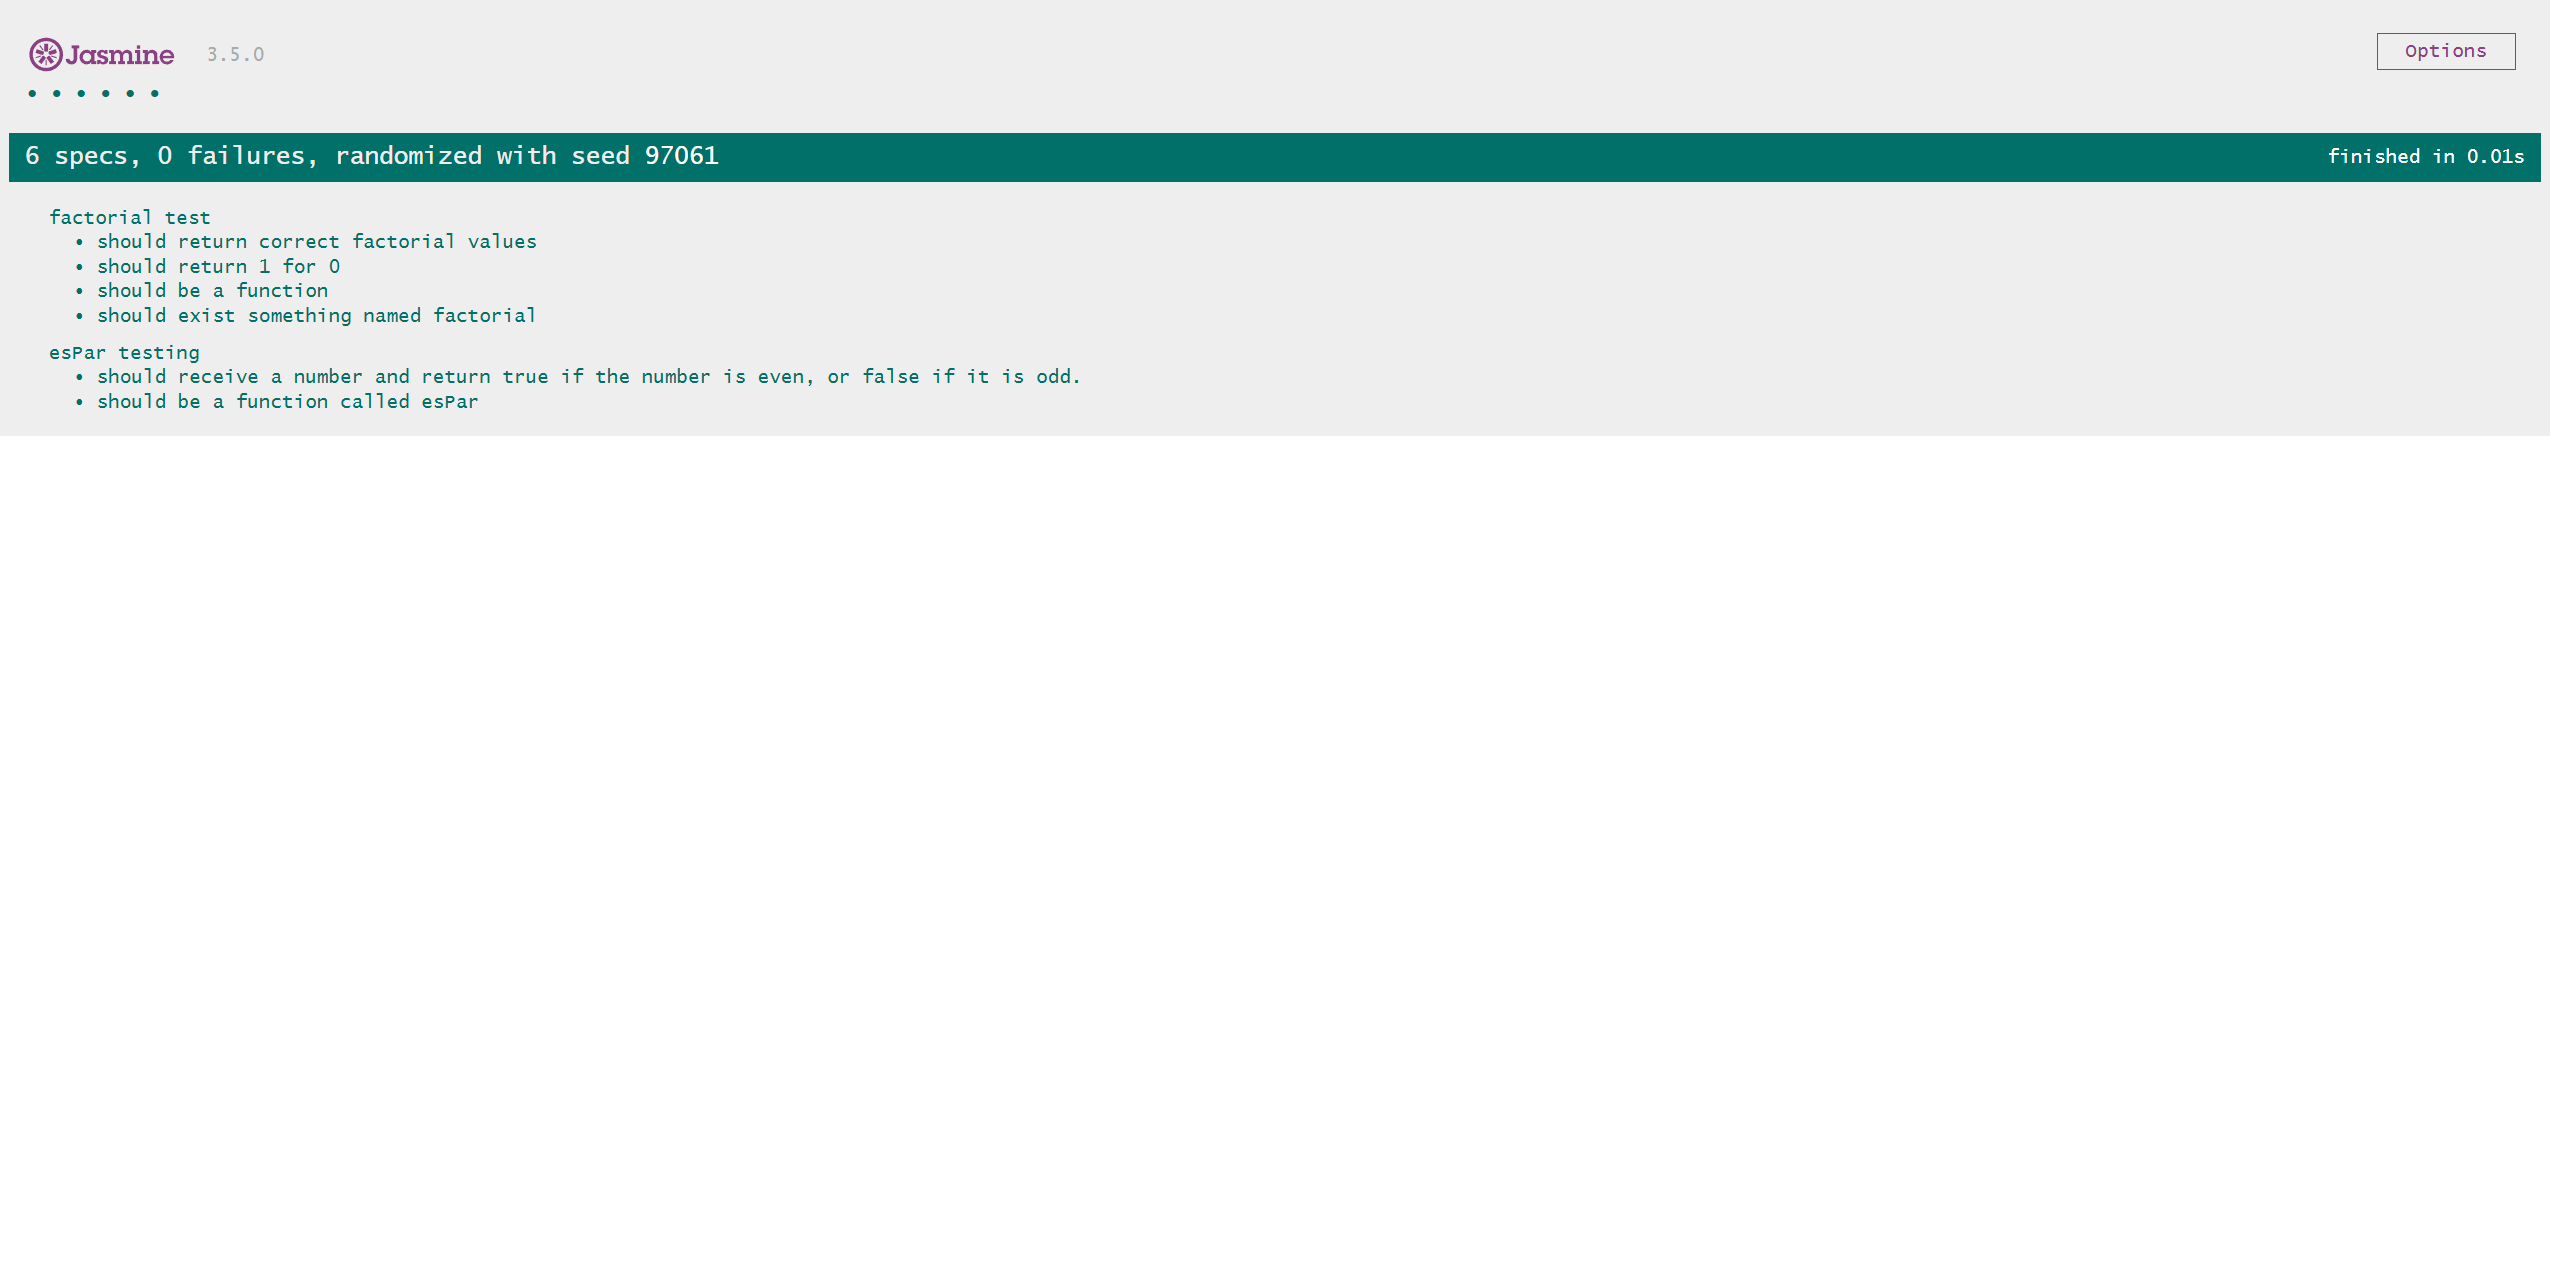 Jasmine 3.5.0 Options
• • • • • •
6 specs, 0 failures, randomized with seed 97061 finished in 0.01s
factorial test
• should return correct factorial values
• should return 1 for 0
• should be a function
• should exist something named factorial
esPar testing
• should receive a number and return true if the number is even, or false if it is odd.
• should be a function called esPar